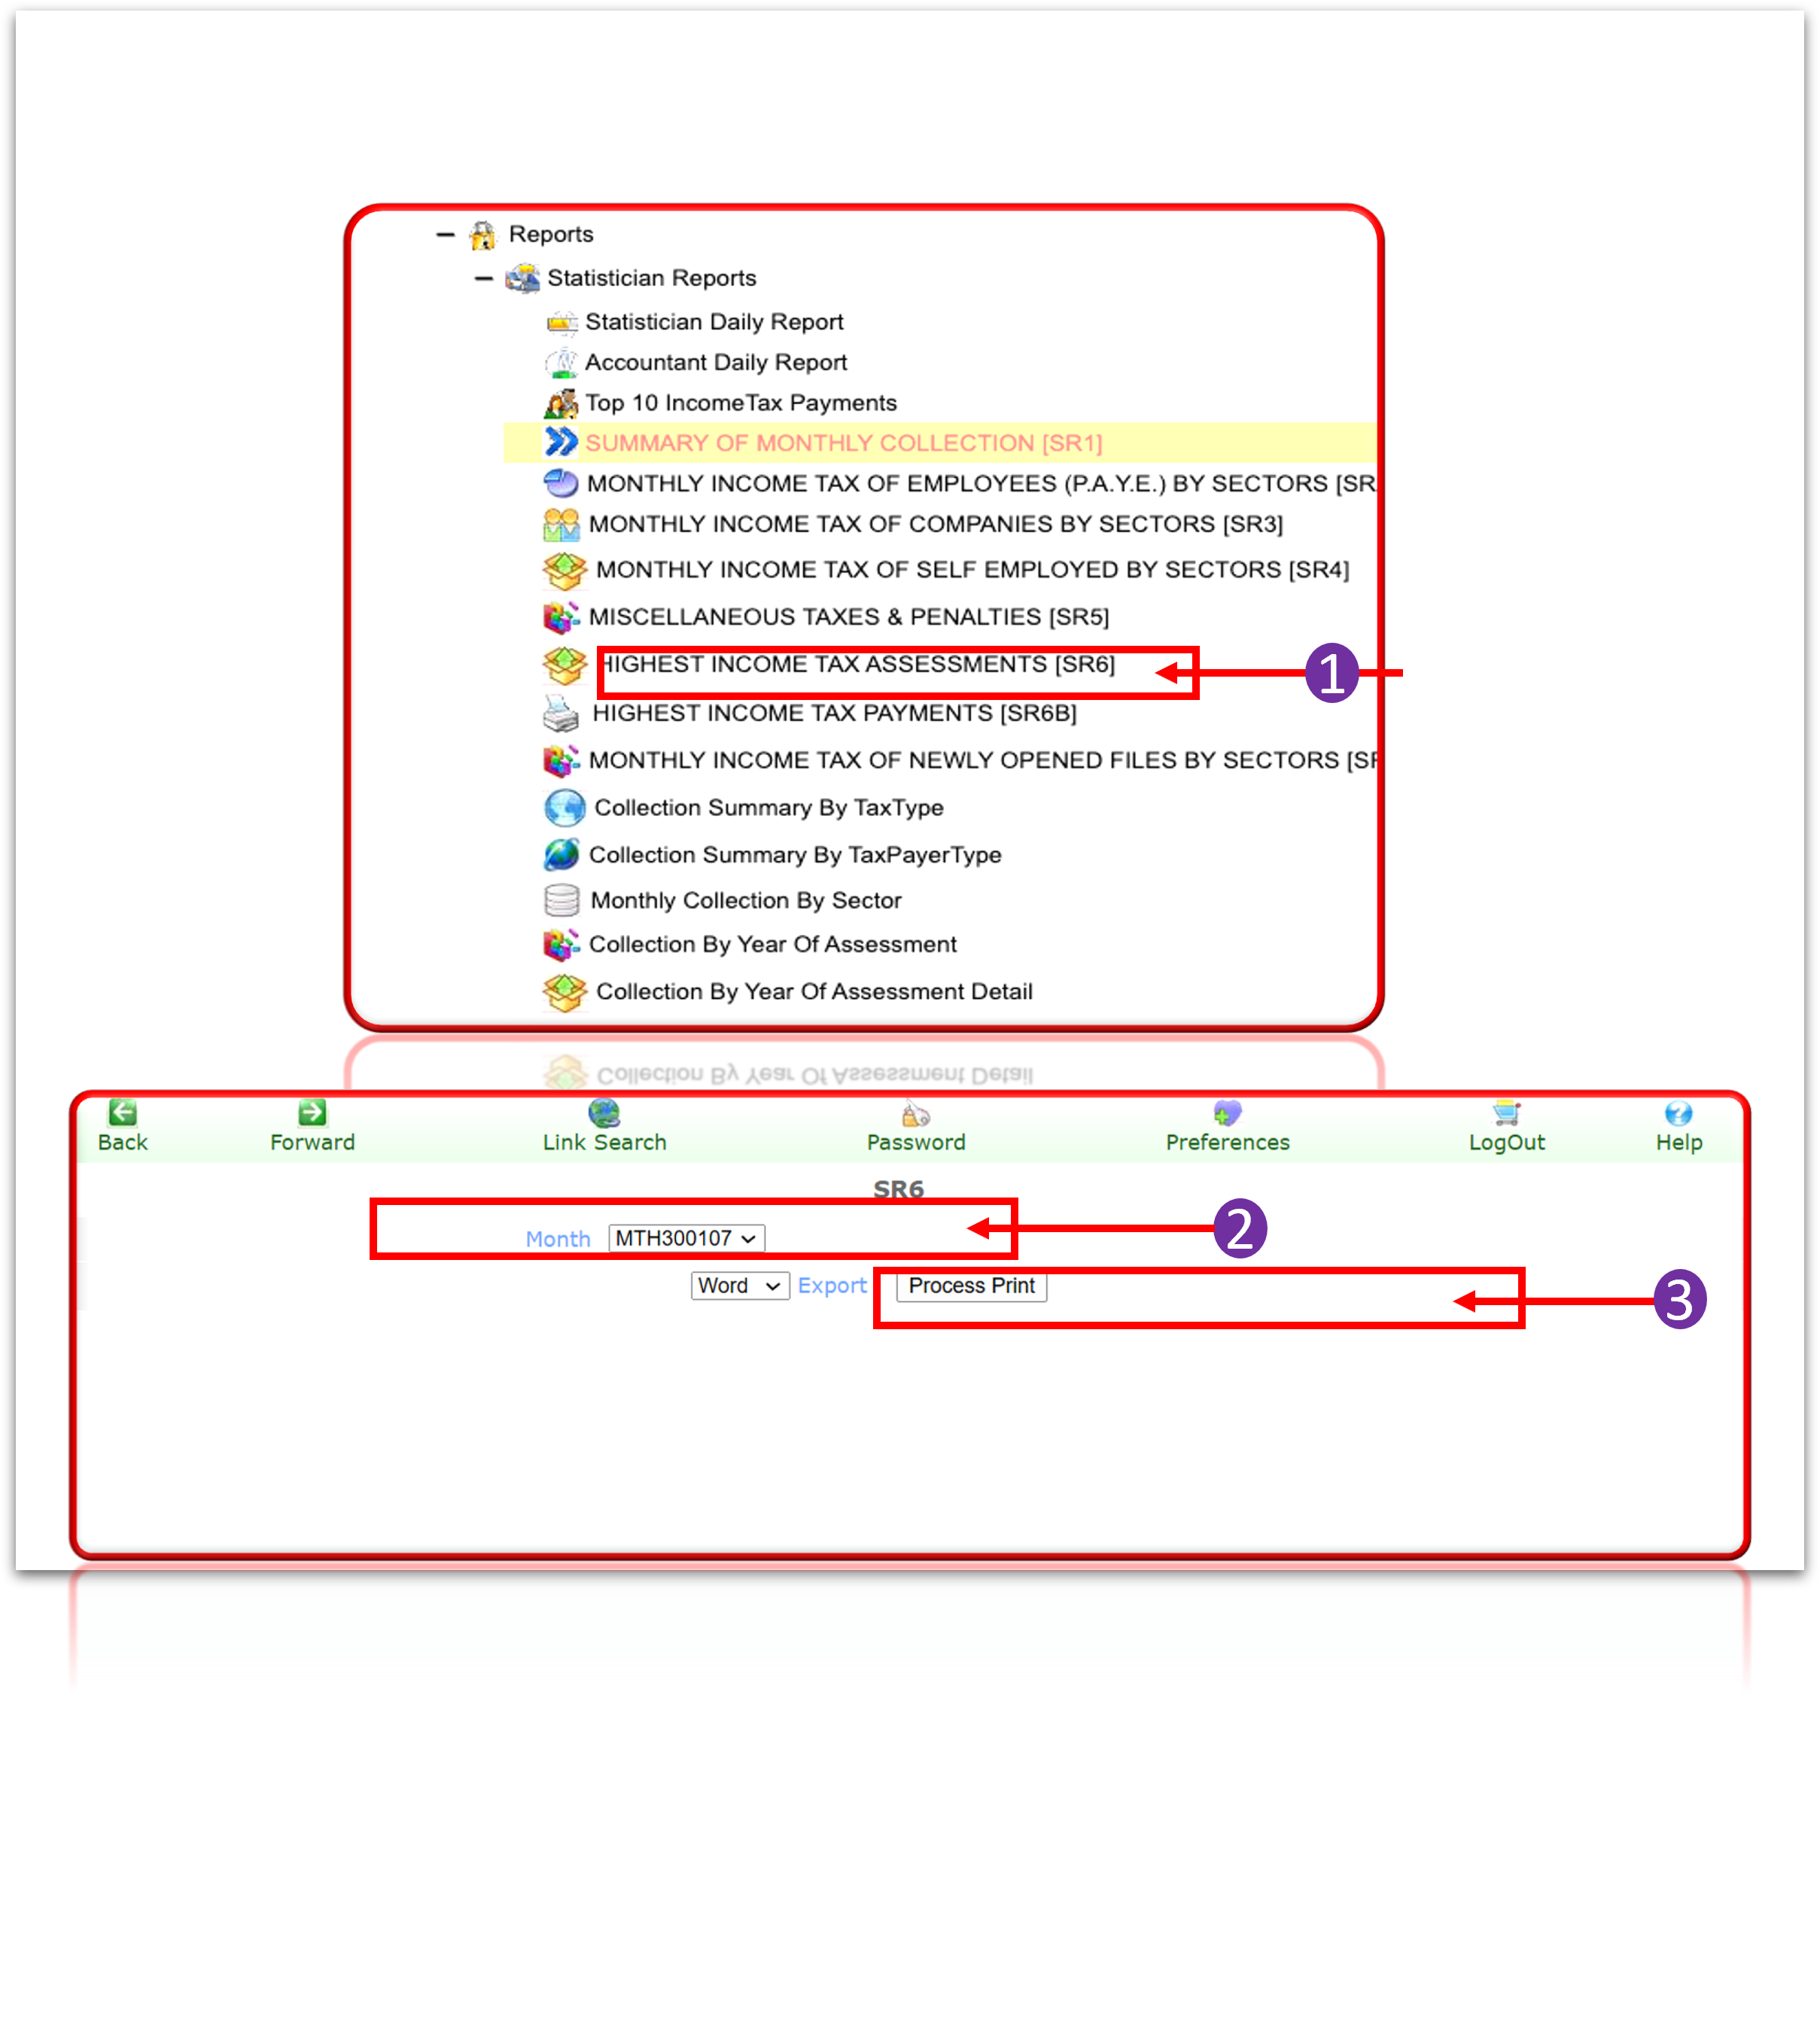 Reports
Statistician Reports
Statistician Daily Report
Accountant Daily Report
Top 10 IncomeTax Payments
SUMMARY OF MONTHLY COLLECTION [SR1]
MONTHLY INCOME TAX OF EMPLOYEES (P.A.Y.E.) BY SECTORS [SR
MONTHLY INCOME TAX OF COMPANIES BY SECTORS [SR3]
MONTHLY INCOME TAX OF SELF EMPLOYED BY SECTORS [SR4]
MISCELLANEOUS TAXES & PENALTIES [SR5]
HIGHEST INCOME TAX ASSESSMENTS [SR6] 1
HIGHEST INCOME TAX PAYMENTS [SR6B]
MONTHLY INCOME TAX OF NEWLY OPENED FILES BY SECTORS [SR
Collection Summary By TaxType
Collection Summary By TaxPayerType
Monthly Collection By Sector
Collection By Year Of Assessment
Collection By Year Of Assessment Detail
Back Forward Link Search Password Preferences LogOut Help
SR6
Month MTH300107 2
Word Export Process Print 3